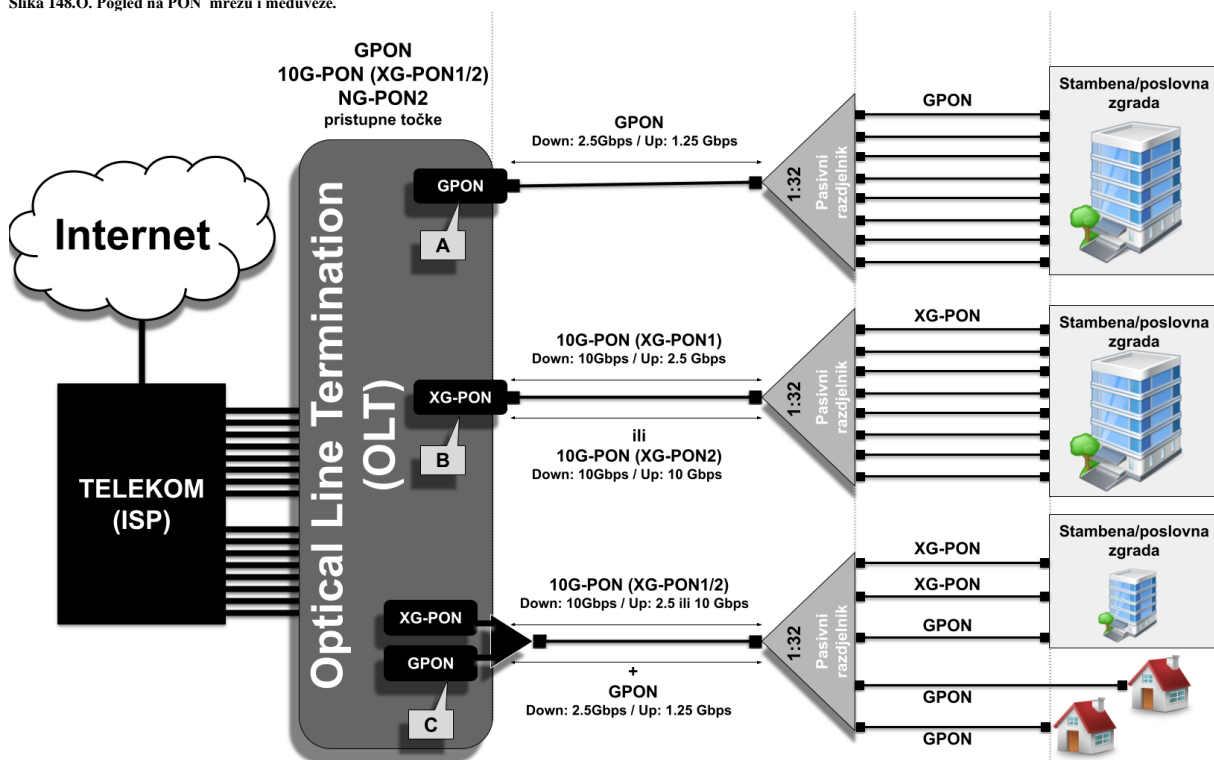 Slika 148.O. Pogled na PON mrežu i međuveze.
GPON
10G-PON (XG-PON1/2)
NG-PON2
pristupne točke
Internet
TELEKOM
(ISP)
Optical Line Termination
(OLT)
GPON
A
GPON
Down: 2.5Gbps / Up: 1.25 Gbps
1:32
Pasivni
razdjelnik
GPON
Stambena/poslovna
zgrada
XG-PON
B
10G-PON (XG-PON1)
Down: 10Gbps / Up: 2.5 Gbps
ili
10G-PON (XG-PON2)
Down: 10Gbps / Up: 10 Gbps
1:32
Pasivni
razdjelnik
XG-PON
Stambena/poslovna
zgrada
XG-PON
GPON
C
10G-PON (XG-PON1/2)
Down: 10Gbps / Up: 2.5 ili 10 Gbps
+
GPON
Down: 2.5Gbps / Up: 1.25 Gbps
1:32
Pasivni
razdjelnik
XG-PON
XG-PON
GPON
GPON
GPON
Stambena/poslovna
zgrada